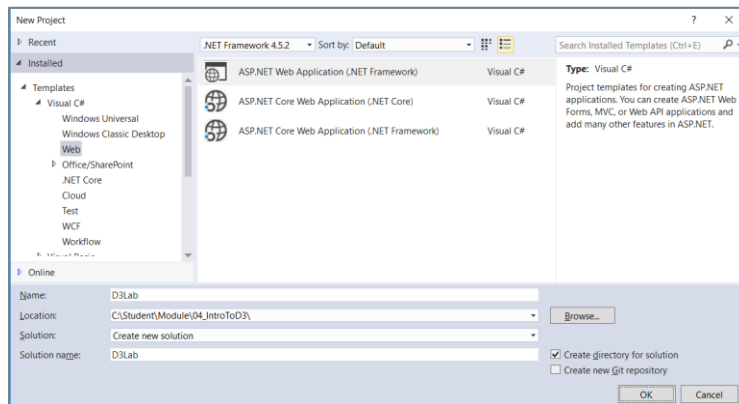 New Project
? ×
Recent
.NET Framework 4.5.2 Sort by: Default
Search Installed Templates (Ctrl+E)
Installed
Templates
Visual C#
Windows Universal
Windows Classic Desktop
Web
Office/SharePoint
.NET Core
Cloud
Test
WCF
Workflow
Visual Basic
Online
ASP.NET Web Application (.NET Framework) Visual C#
ASP.NET Core Web Application (.NET Core) Visual C#
ASP.NET Core Web Application (.NET Framework) Visual C#
Type: Visual C#
Project templates for creating ASP.NET
applications. You can create ASP.NET Web
Forms, MVC, or Web API applications and
add many other features in ASP.NET.
Name: D3Lab
Location: C:\Student\Module\04_IntroToD3\ Browse...
Solution: Create new solution
Solution name: D3Lab
Create directory for solution
Create new Git repository
OK Cancel